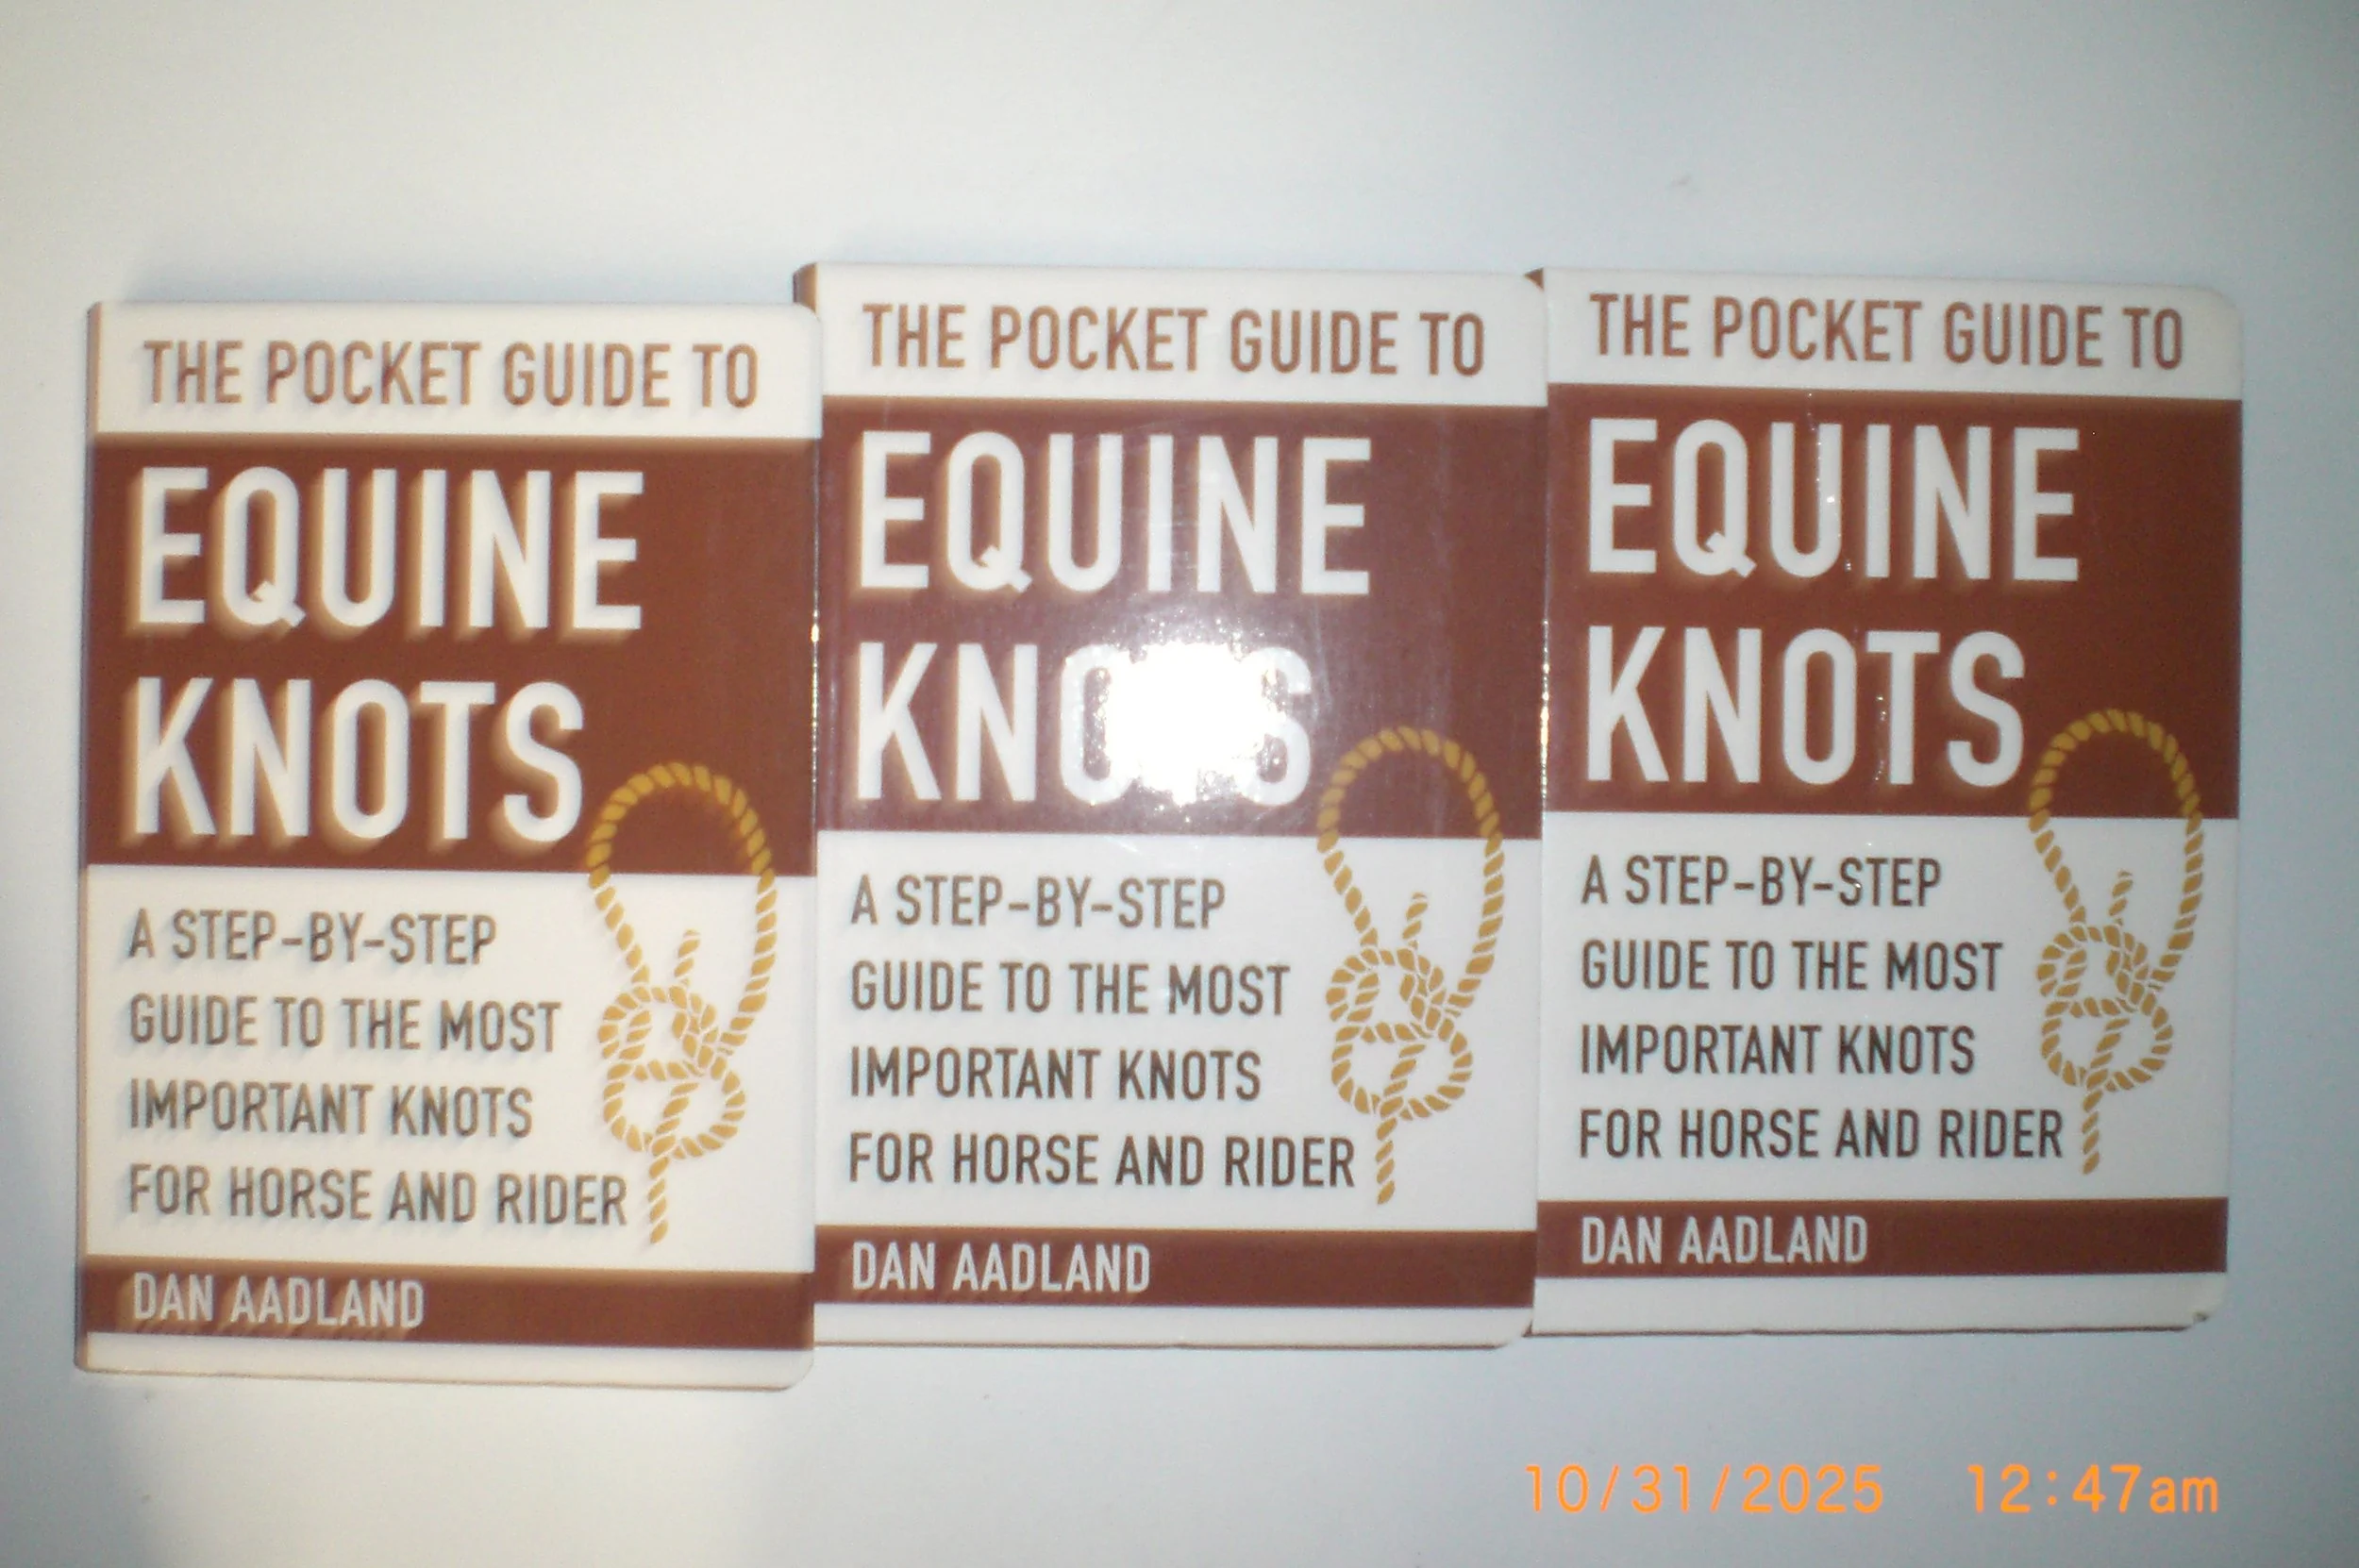 THE POCKET GUIDE TO
EQUINE
KNOTS
A STEP-BY-STEP
GUIDE TO THE MOST
IMPORTANT KNOTS
FOR HORSE AND RIDER
DAN AADLAND
THE POCKET GUIDE TO
EQUINE
KNOTS
A STEP-BY-STEP
GUIDE TO THE MOST
IMPORTANT KNOTS
FOR HORSE AND RIDER
DAN AADLAND
THE POCKET GUIDE TO
EQUINE
KNOTS
A STEP-BY-STEP
GUIDE TO THE MOST
IMPORTANT KNOTS
FOR HORSE AND RIDER
DAN AADLAND
10/31/2025 12:47am